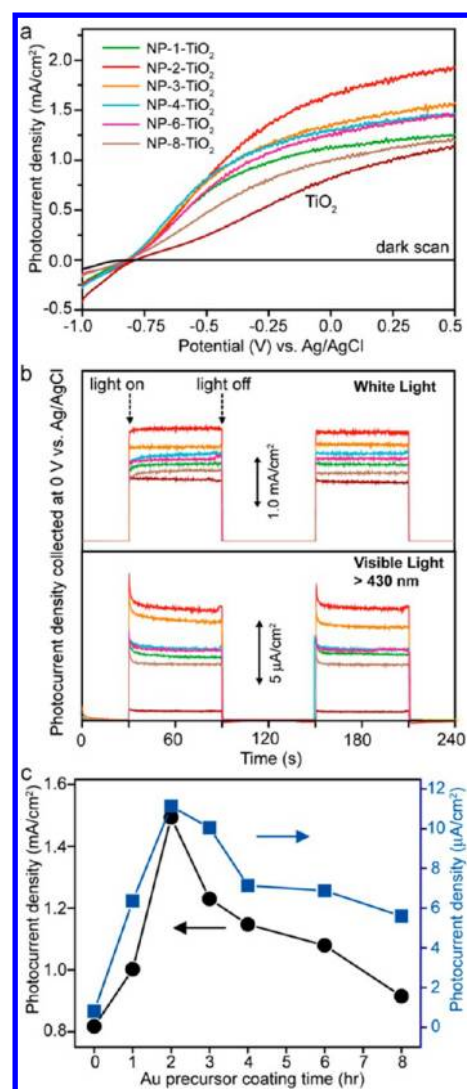 a
NP-1-TiO₂
NP-2-TiO₂
NP-3-TiO₂
NP-4-TiO₂
NP-6-TiO₂
NP-8-TiO₂
TiO₂
dark scan
Photocurrent density (mA/cm²)
2.0
1.5
1.0
0.5
0.0
-0.5
-1.0 -0.75 -0.5 -0.25 0.0 0.25 0.5
Potential (V) vs. Ag/AgCl
b
light on
light off
White Light
1.0 mA/cm²
Visible Light
> 430 nm
5 µA/cm²
Photocurrent density collected at 0 V vs. Ag/AgCl
0 60 120 180 240
Time (s)
c
Photocurrent density (mA/cm²)
1.6
1.4
1.2
1.0
0.8
12
10
8
6
4
2
0
Photocurrent density (µA/cm²)
0 1 2 3 4 5 6 7 8
Au precursor coating time (hr)